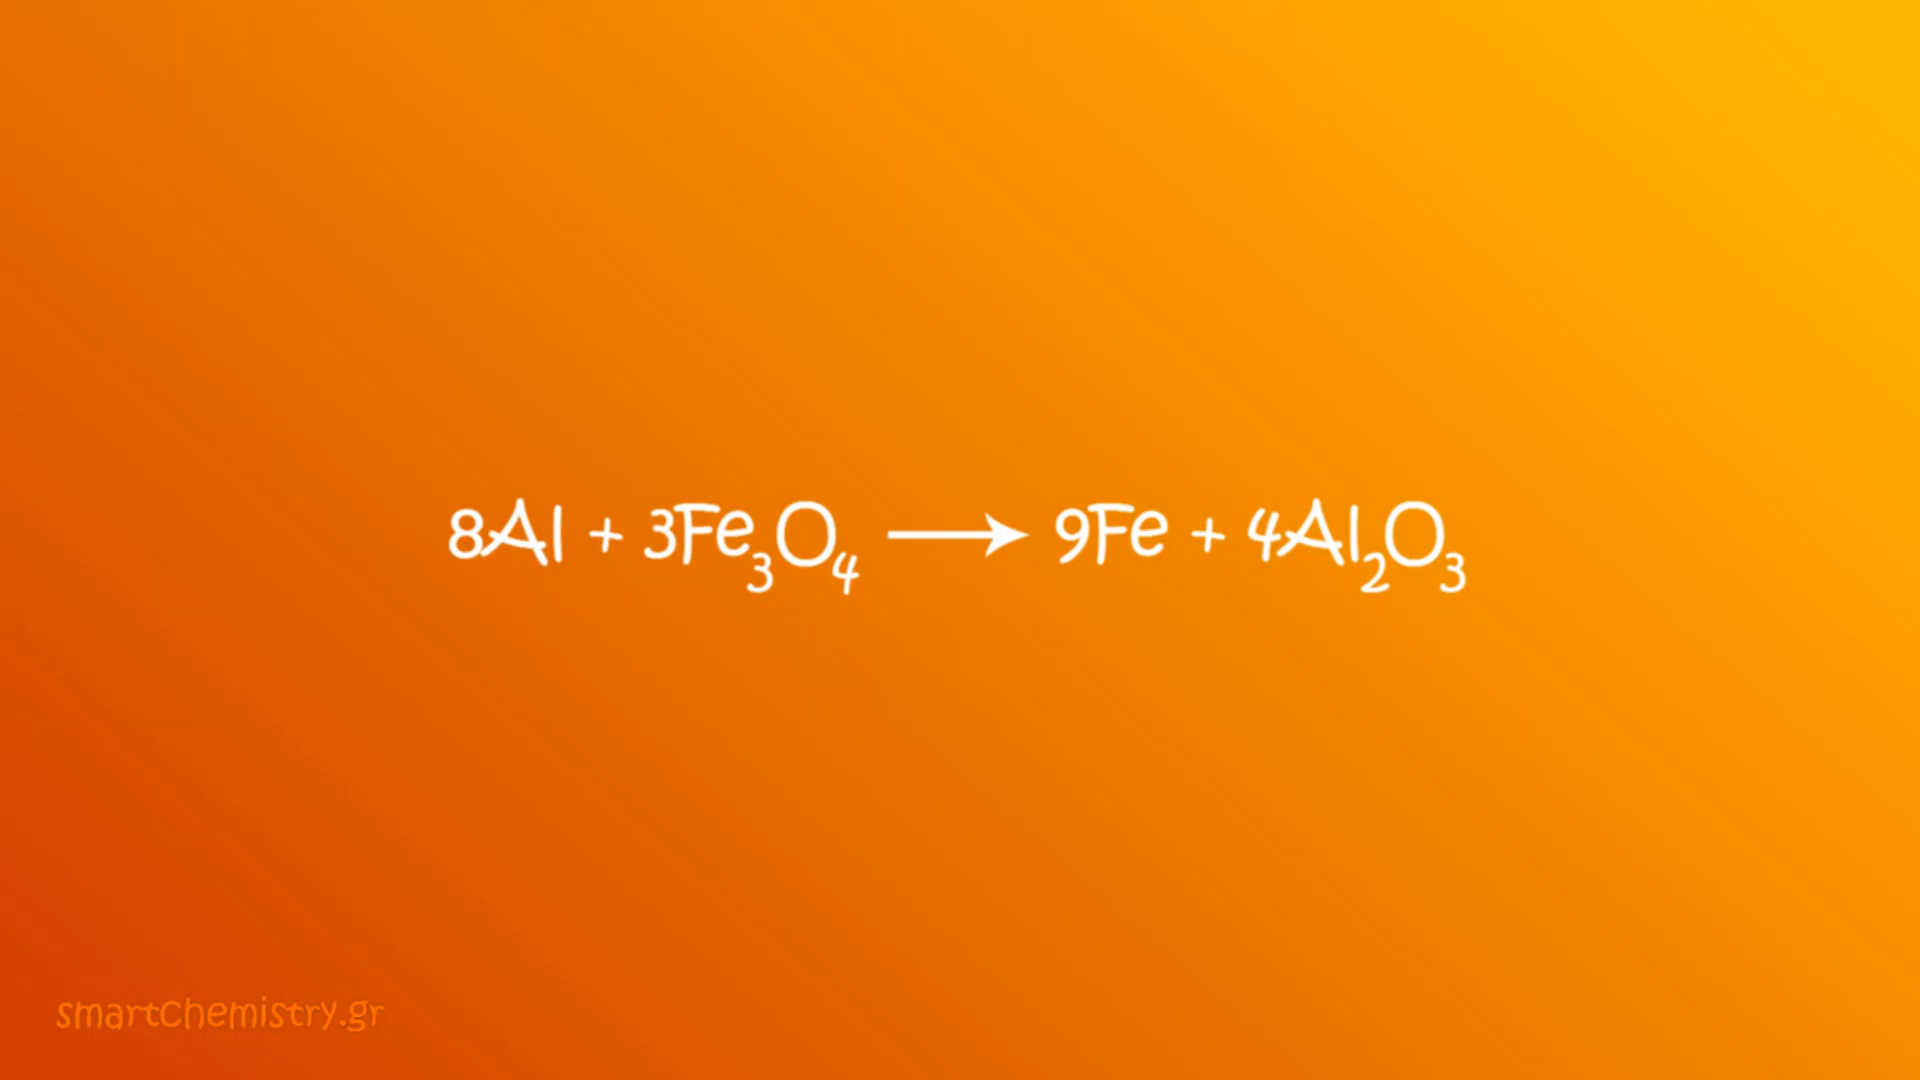 8Al + 3Fe₃O₄ ⟶ 9Fe + 4Al₂O₃
smartChemistry.gr